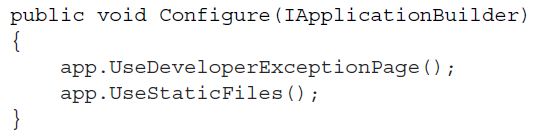 public void Configure(IApplicationBuilder)
{
    app.UseDeveloperExceptionPage();
    app.UseStaticFiles();
}